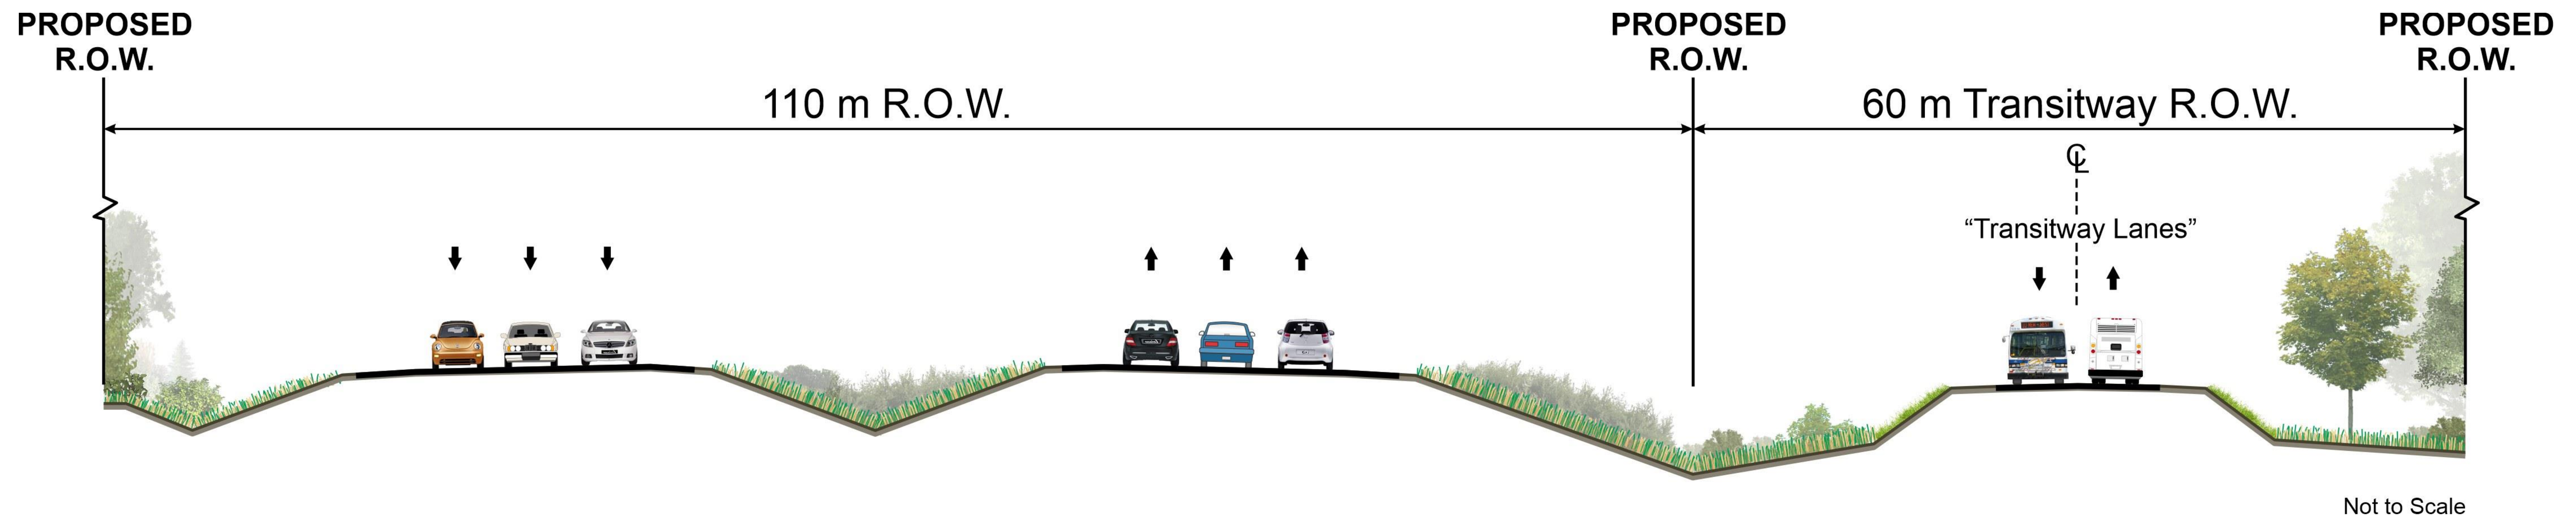 PROPOSED
R.O.W.
PROPOSED
R.O.W.
PROPOSED
R.O.W.
110 m R.O.W.
60 m Transitway R.O.W.
℄
“Transitway Lanes”
Not to Scale